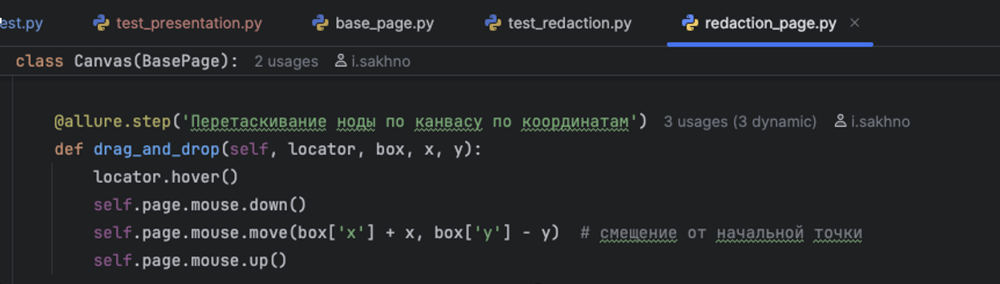 est.py test_presentation.py base_page.py test_redaction.py redaction_page.py
class Canvas(BasePage): 2 usages i.sakhno
@allure.step('Перетаскивание ноды по канвасу по координатам') 3 usages (3 dynamic) i.sakhno
def drag_and_drop(self, locator, box, x, y):
locator.hover()
self.page.mouse.down()
self.page.mouse.move(box['x'] + x, box['y'] - y) # смещение от начальной точки
self.page.mouse.up()